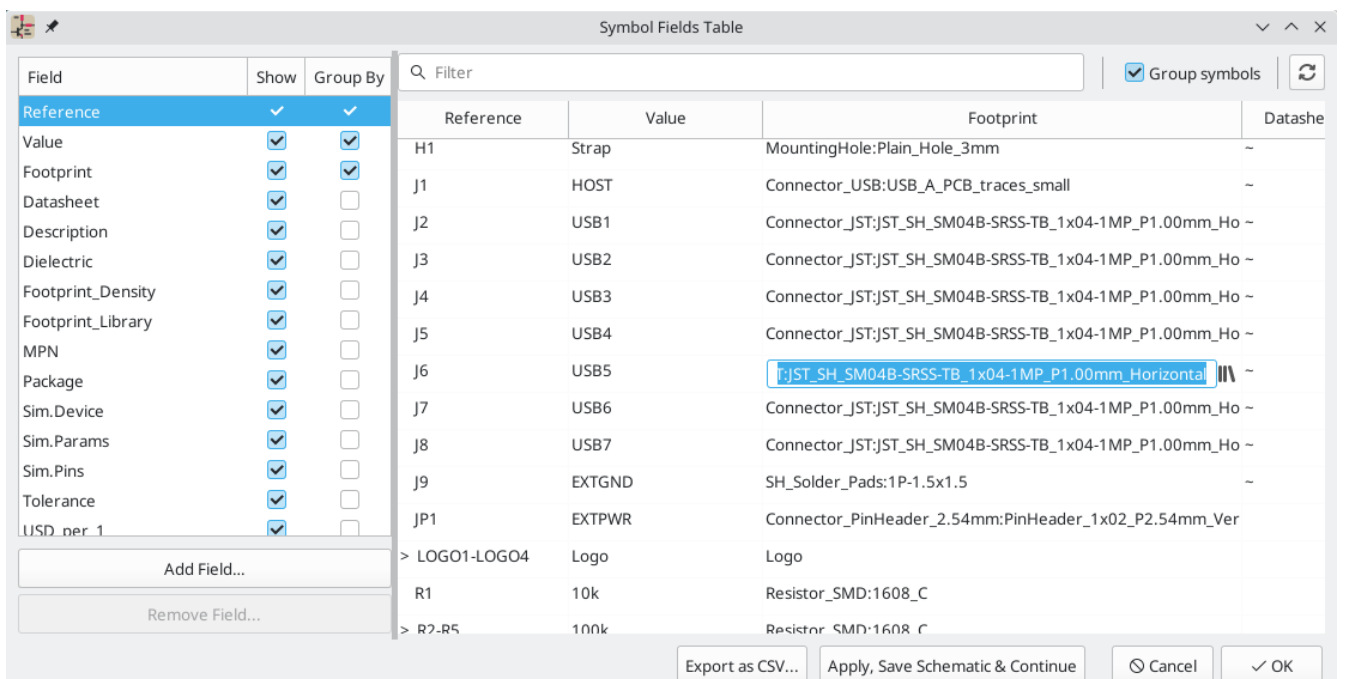 Symbol Fields Table
Field Show Group By
Reference
Value
Footprint
Datasheet
Description
Dielectric
Footprint_Density
Footprint_Library
MPN
Package
Sim.Device
Sim.Params
Sim.Pins
Tolerance
USD_per_1
Add Field...
Remove Field...
Filter
Group symbols
Reference Value Footprint Datashe
H1 Strap MountingHole:Plain_Hole_3mm ~
J1 HOST Connector_USB:USB_A_PCB_traces_small ~
J2 USB1 Connector_JST:JST_SH_SM04B-SRSS-TB_1x04-1MP_P1.00mm_Ho ~
J3 USB2 Connector_JST:JST_SH_SM04B-SRSS-TB_1x04-1MP_P1.00mm_Ho ~
J4 USB3 Connector_JST:JST_SH_SM04B-SRSS-TB_1x04-1MP_P1.00mm_Ho ~
J5 USB4 Connector_JST:JST_SH_SM04B-SRSS-TB_1x04-1MP_P1.00mm_Ho ~
J6 USB5 T:JST_SH_SM04B-SRSS-TB_1x04-1MP_P1.00mm_Horizontal ~
J7 USB6 Connector_JST:JST_SH_SM04B-SRSS-TB_1x04-1MP_P1.00mm_Ho ~
J8 USB7 Connector_JST:JST_SH_SM04B-SRSS-TB_1x04-1MP_P1.00mm_Ho ~
J9 EXTGND SH_Solder_Pads:1P-1.5x1.5 ~
JP1 EXTPWR Connector_PinHeader_2.54mm:PinHeader_1x02_P2.54mm_Ver
> LOGO1-LOGO4 Logo Logo
R1 10k Resistor_SMD:1608_C
> R2-R5 100k Resistor_SMD:1608_C
Export as CSV... Apply, Save Schematic & Continue Cancel OK